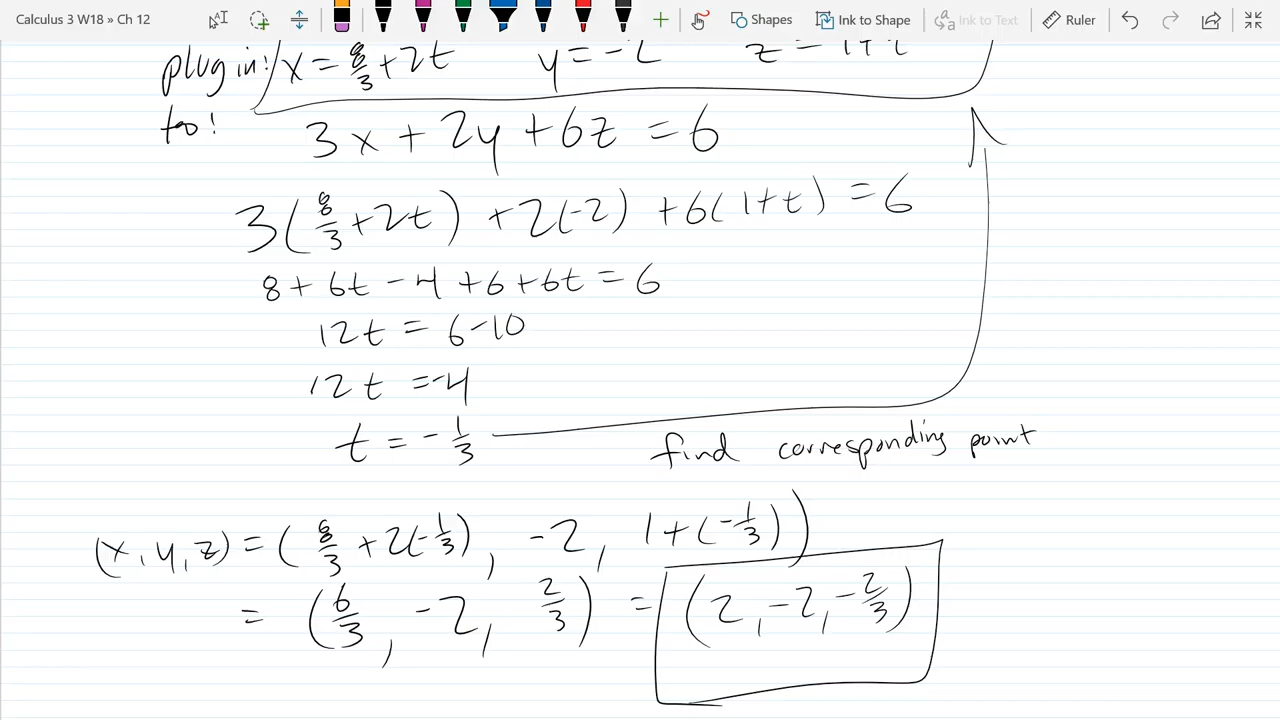 Calculus 3 W18 » Ch 12
Shapes Ink to Shape Ink to Text Ruler
plug in! x = 8/3 + 2t y = -2 z = 1 + t
to!
3x + 2y + 6z = 6
3(8/3 + 2t) + 2(-2) + 6(1 + t) = 6
8 + 6t - 4 + 6 + 6t = 6
12t = 6 - 10
12t = -4
t = -1/3
find corresponding point
(x, y, z) = (8/3 + 2(-1/3), -2, 1 + (-1/3))
= (6/3, -2, 2/3) = (2, -2, -2/3)